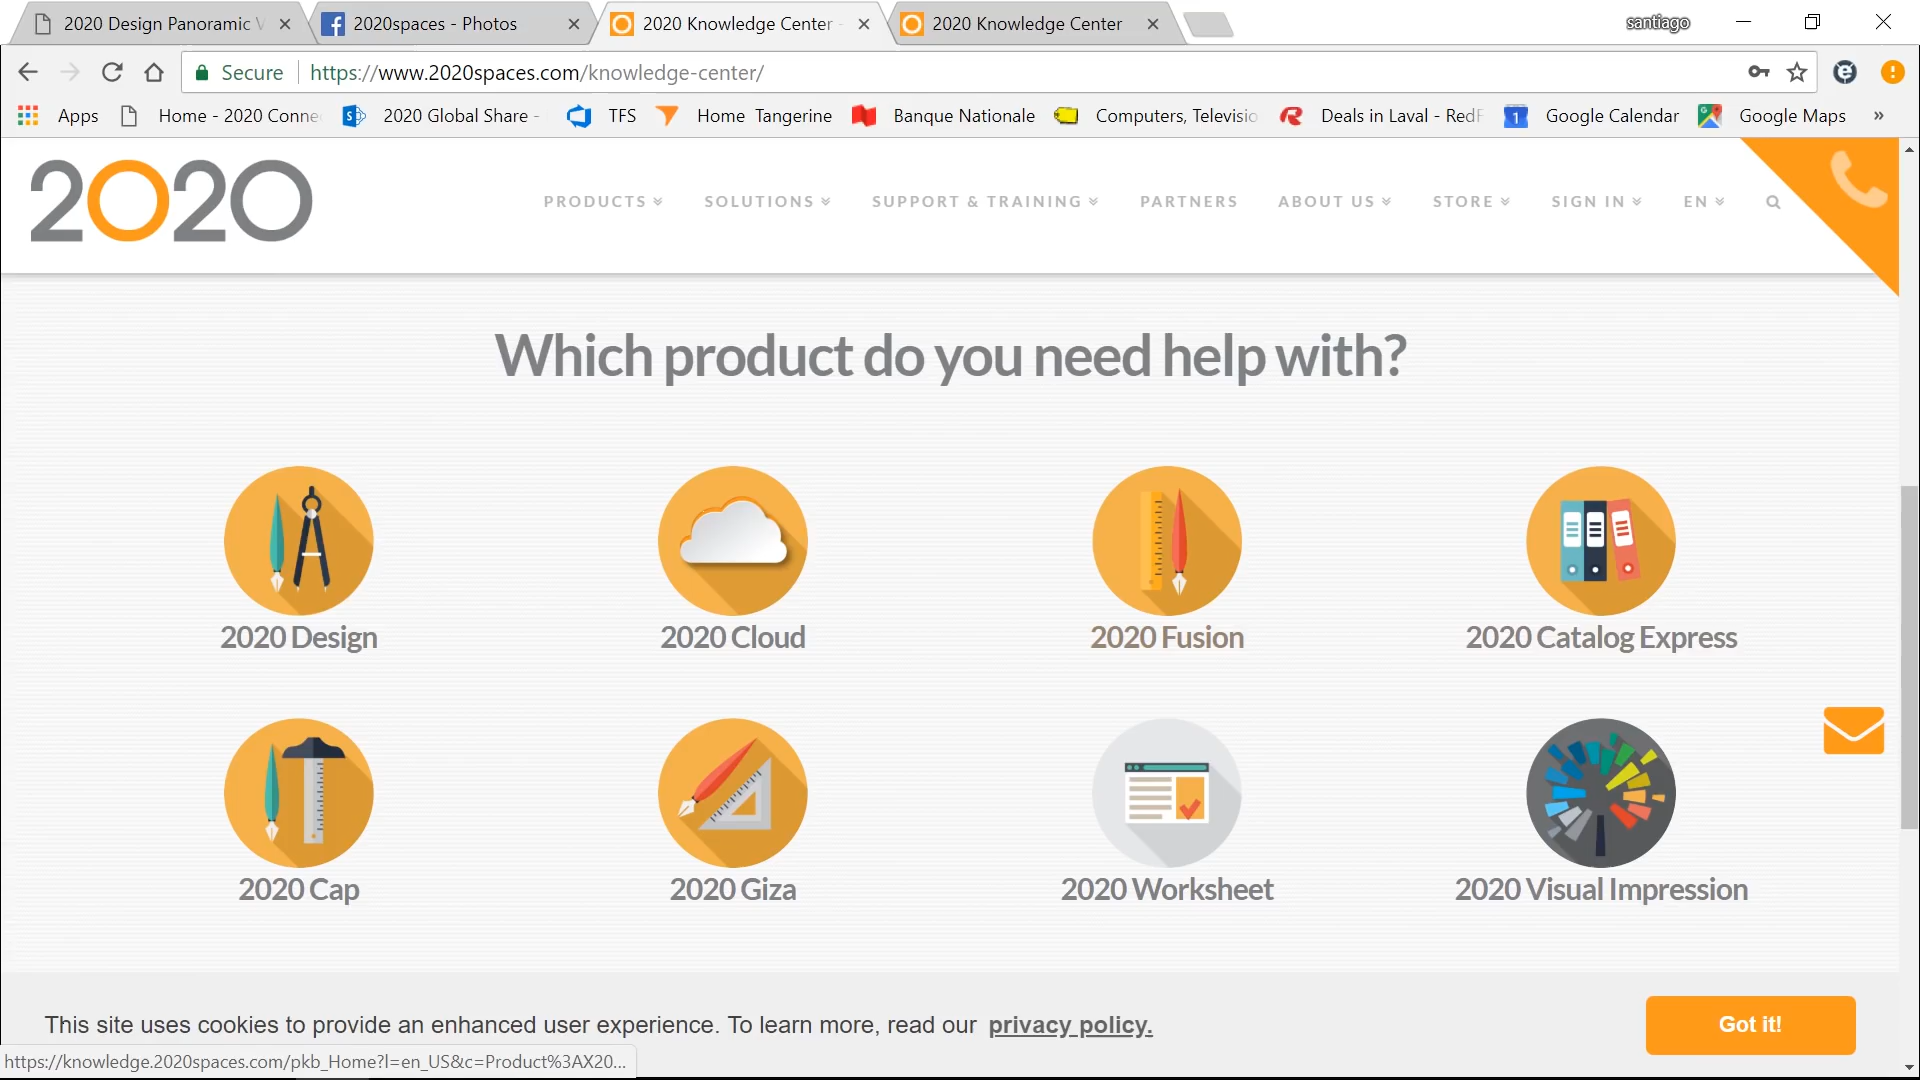 2020 Design Panoramic V
2020spaces - Photos
2020 Knowledge Center -
2020 Knowledge Center
santiago
Secure
https://www.2020spaces.com/knowledge-center/
Apps
Home - 2020 Conne
2020 Global Share -
TFS
Home Tangerine
Banque Nationale
Computers, Televisio
Deals in Laval - RedF
1
Google Calendar
Google Maps
»
2020
PRODUCTS
SOLUTIONS
SUPPORT & TRAINING
PARTNERS
ABOUT US
STORE
SIGN IN
EN
Which product do you need help with?
2020 Design
2020 Cloud
2020 Fusion
2020 Catalog Express
2020 Cap
2020 Giza
2020 Worksheet
2020 Visual Impression
This site uses cookies to provide an enhanced user experience. To learn more, read our privacy policy.
Got it!
https://knowledge.2020spaces.com/pkb_Home?l=en_US&c=Product%3AX20...